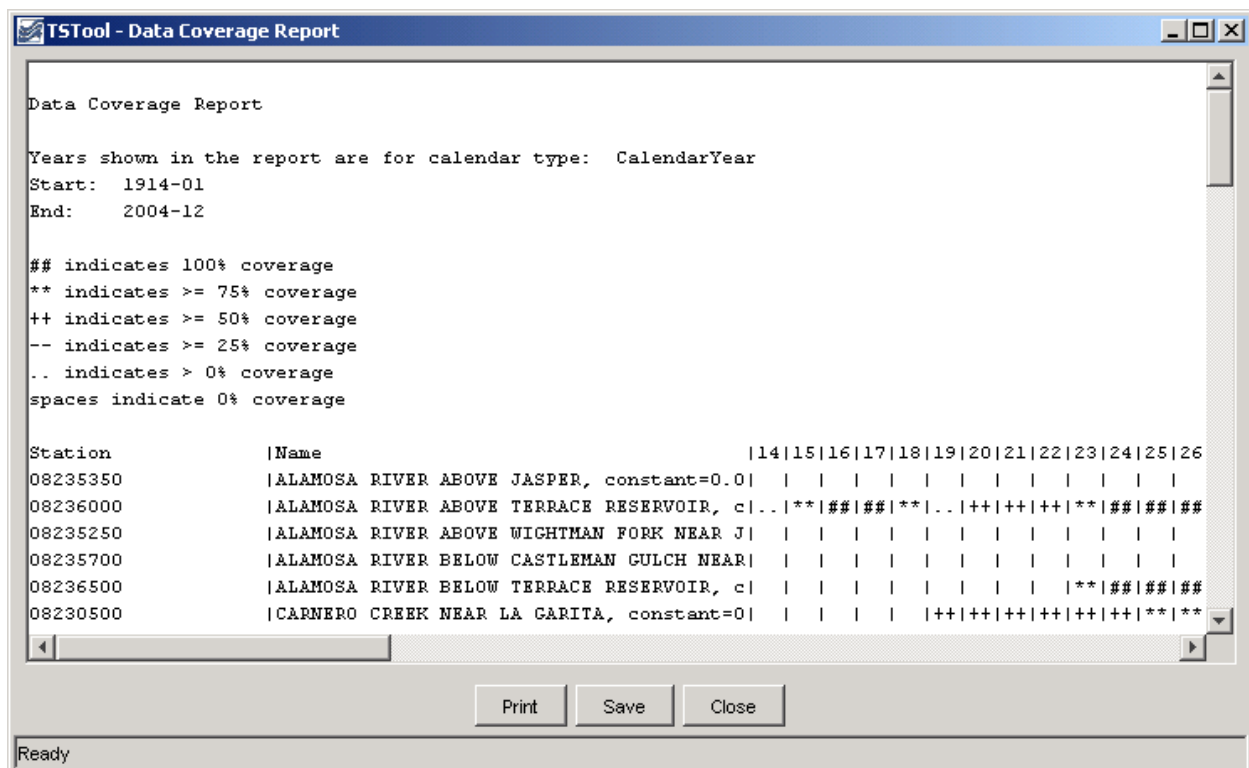 TSTool - Data Coverage Report
Data Coverage Report
Years shown in the report are for calendar type:  CalendarYear
Start:  1914-01
End:    2004-12
## indicates 100% coverage
** indicates >= 75% coverage
++ indicates >= 50% coverage
-- indicates >= 25% coverage
.. indicates > 0% coverage
spaces indicate 0% coverage
Station             |Name                                    |14|15|16|17|18|19|20|21|22|23|24|25|26
08235350            |ALAMOSA RIVER ABOVE JASPER, constant=0.0|  |  |  |  |  |  |  |  |  |  |  |  |
08236000            |ALAMOSA RIVER ABOVE TERRACE RESERVOIR, c|..|**|##|##|**|..|++|++|++|**|##|##|##
08235250            |ALAMOSA RIVER ABOVE WIGHTMAN FORK NEAR J|  |  |  |  |  |  |  |  |  |  |  |  |
08235700            |ALAMOSA RIVER BELOW CASTLEMAN GULCH NEAR|  |  |  |  |  |  |  |  |  |  |  |  |
08236500            |ALAMOSA RIVER BELOW TERRACE RESERVOIR, c|  |  |  |  |  |  |  |  |  |**|##|##|##
08230500            |CARNERO CREEK NEAR LA GARITA, constant=0|  |  |  |  |  |++|++|++|++|++|++|**|**
Print Save Close
Ready